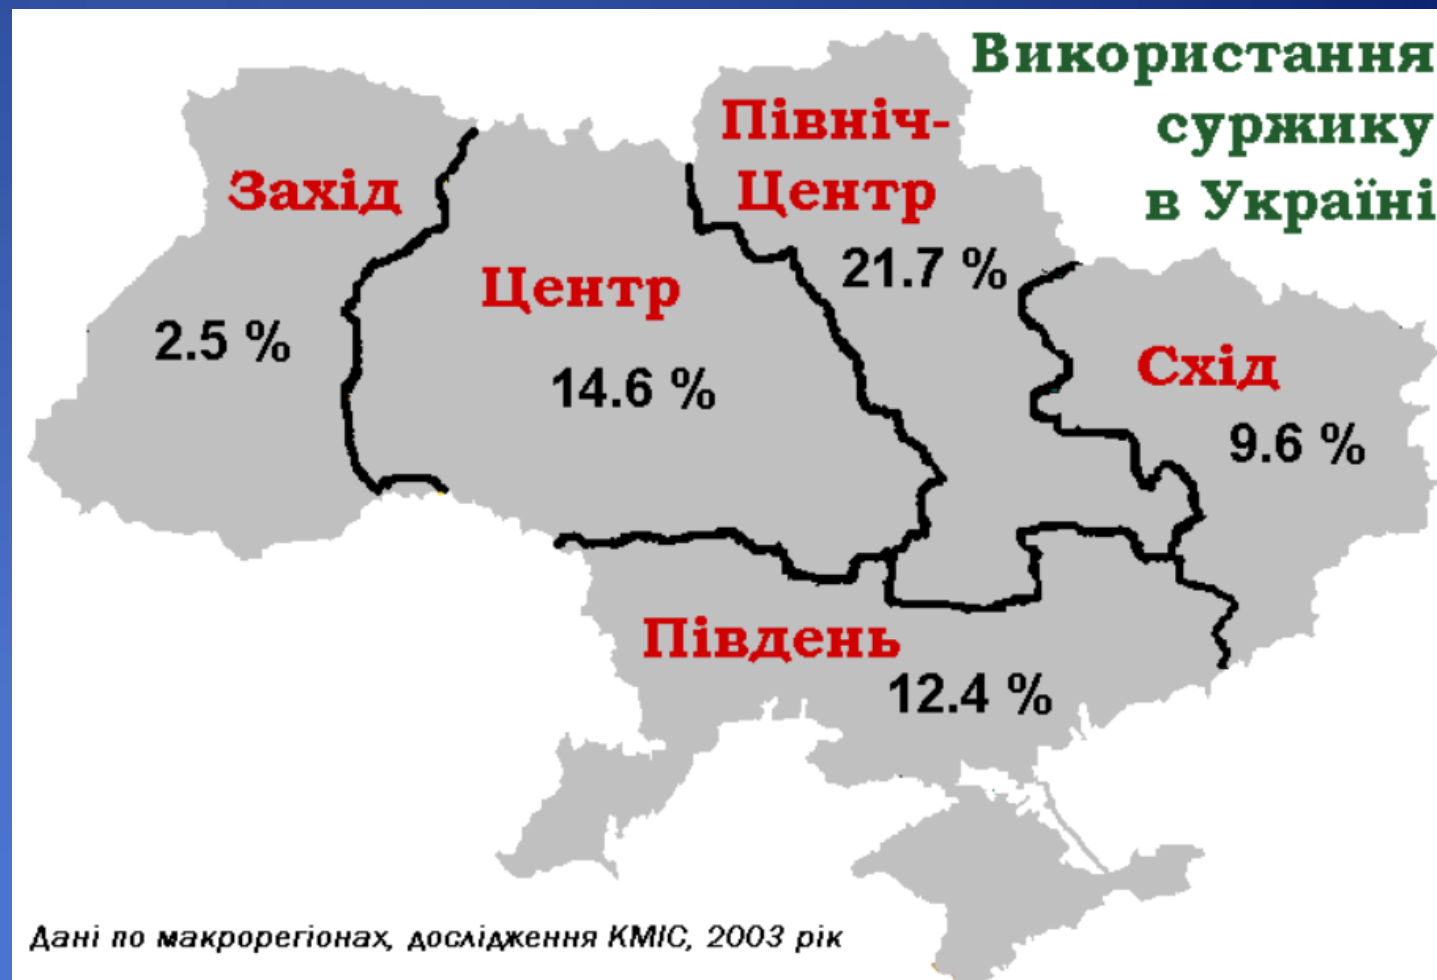 Використання
суржику
в Україні
Північ-
Центр
21.7 %
Захід
2.5 %
Центр
14.6 %
Схід
9.6 %
Південь
12.4 %
Дані по макрорегіонах, дослідження КМІС, 2003 рік